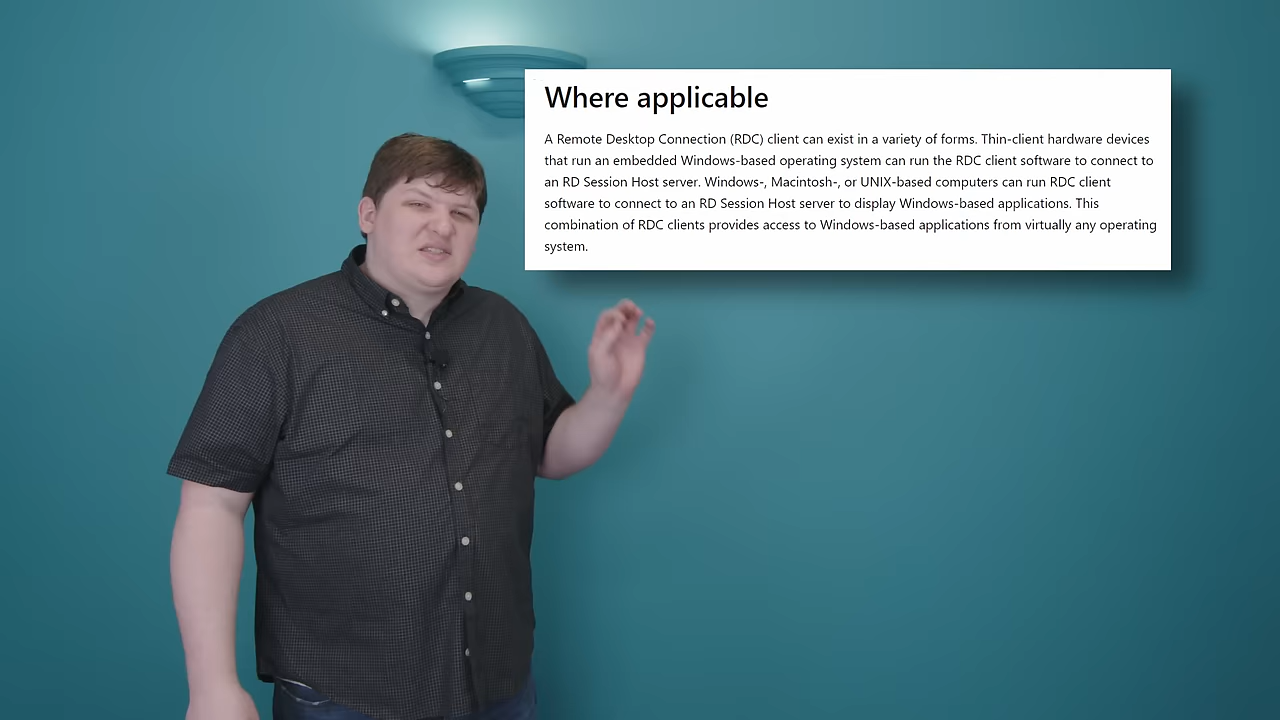 Where applicable
A Remote Desktop Connection (RDC) client can exist in a variety of forms. Thin-client hardware devices
that run an embedded Windows-based operating system can run the RDC client software to connect to
an RD Session Host server. Windows-, Macintosh-, or UNIX-based computers can run RDC client
software to connect to an RD Session Host server to display Windows-based applications. This
combination of RDC clients provides access to Windows-based applications from virtually any operating
system.